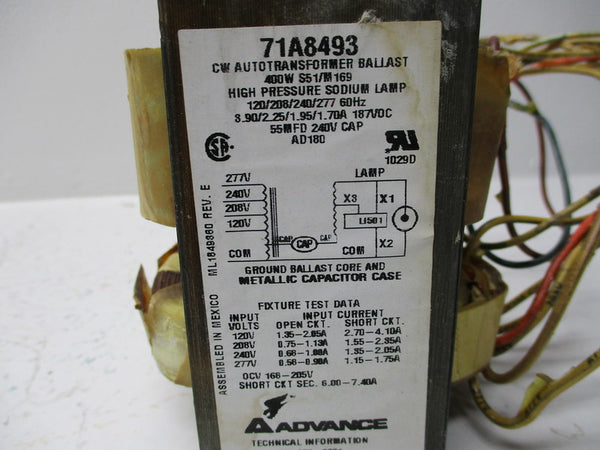 71A8493
CW AUTOTRANSFORMER BALLAST
400W S51/M169
HIGH PRESSURE SODIUM LAMP
120/208/240/277 60Hz
3.90/2.25/1.95/1.70A 187VOC
55MFD 240V CAP
AD180
1029D
277V
240V
208V
120V
COM
CAP
CAP
LAMP
X3
X1
LI501
X2
COM
GROUND BALLAST CORE AND
METALLIC CAPACITOR CASE
FIXTURE TEST DATA
INPUT INPUT CURRENT
VOLTS OPEN CKT. SHORT CKT.
120V 1.35-2.05A 2.70-4.10A
208V 0.75-1.13A 1.55-2.35A
240V 0.68-1.00A 1.35-2.05A
277V 0.56-0.90A 1.15-1.75A
OCV 168-205V
SHORT CKT SEC. 6.00-7.40A
ADVANCE
TECHNICAL INFORMATION
ASSEMBLED IN MEXICO
REV. E